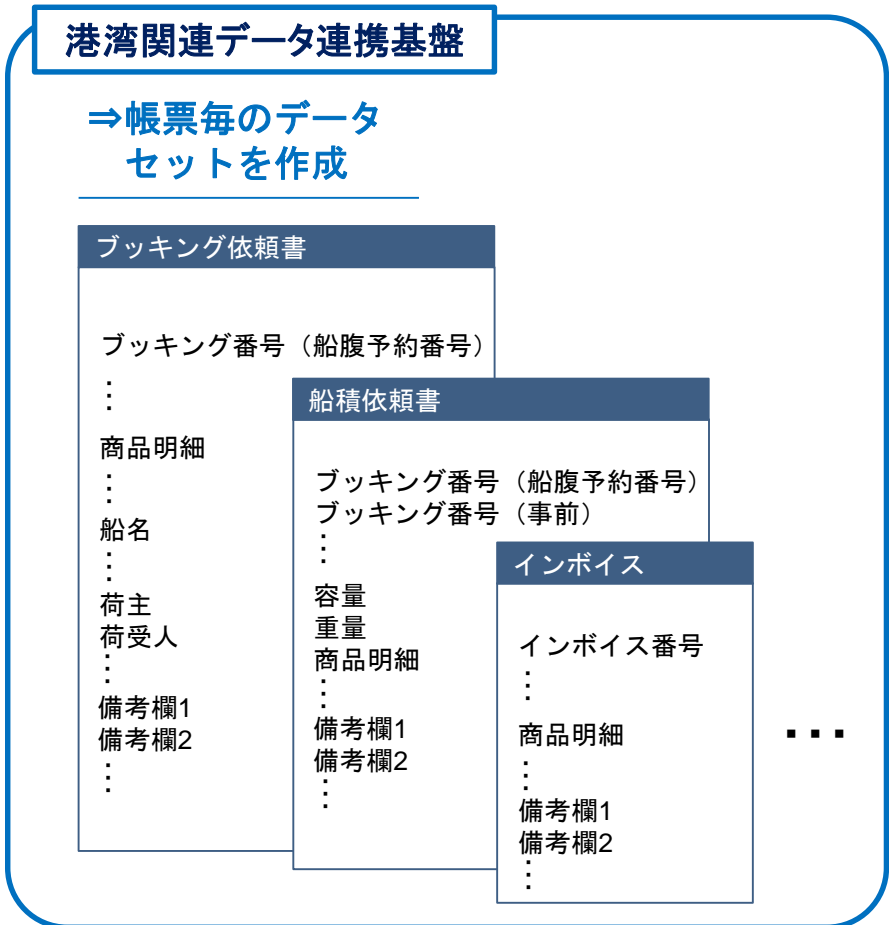 港湾関連データ連携基盤
⇒帳票毎のデータ
セットを作成
ブッキング依頼書
ブッキング番号（船腹予約番号）
⋮
商品明細
⋮
船名
⋮
荷主
荷受人
⋮
備考欄1
備考欄2
⋮
船積依頼書
ブッキング番号（船腹予約番号）
ブッキング番号（事前）
⋮
容量
重量
商品明細
⋮
備考欄1
備考欄2
⋮
インボイス
インボイス番号
⋮
商品明細
⋮
備考欄1
備考欄2
⋮
…